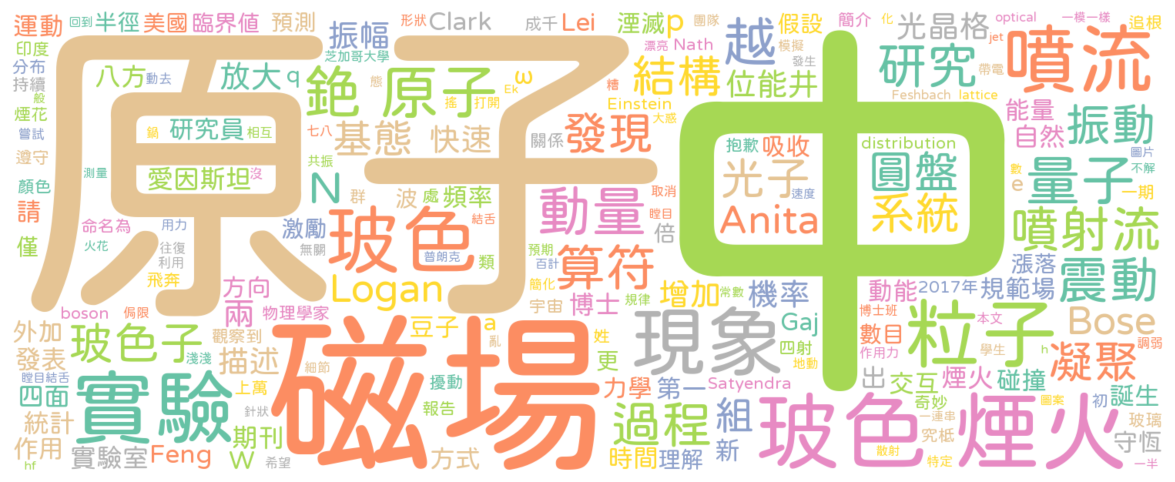 運動
半徑
美國
臨界值
預測
回到
形狀
Clark
成千
Lei
湮滅
p
漂亮
團隊
Nath
越
假設
模擬
簡介
化
光晶格
optical
一模一樣
追根
jet
噴流
印度
分布
持續
八方
動去
放大
q
芝加哥大學
振幅
ω
態
搖
打開
Ek
銫
原子
糟
結構
位能井
發生
研究
帶電
Feshbach
lattice
能量
自然
振動
煙花
般
嘗試
鍋
研究員
相互
七八
基態
快速
關係
Einstein
大感
發現
distribution
抱歉
吸收
圖片
數
不解
遵守
顏色
測量
愛因斯坦
沒
共振
N
群
波
處
頻率
動量
取消
瞪目
光子
速度
圓盤
e
量子
一期
請
命名為
用力
激勵
玻色
結舌
倍
Anita
系統
噴射流
僅
火花
往復
利用
飛奔
無關
普朗克
類
預期
百計
簡化
算符
宇宙
常數
方向
兩
物理學家
Logan
博士
規律
增加
機率
動能
2017年
規範場
漲落
震動
boson
侷限
原子
中
外加
發表
玻色子
淺淺
觀察到
描述
豆子
a
亂
姓
更
現象
Gaj
四射
地動
博士班
數目
作用力
本文
粒子
學生
h
Bose
調弱
瞪目結舌
四面
統計
作用
hf
實驗
針狀
上萬
細節
磁場
擾動
報告
力學
第一
Satyendra
出
交互
奇妙
煙火
碰撞
凝聚
初
誕生
圖案
實驗室
Feng
期刊
W
希望
方式
過程
時間
理解
組
新
玻色
一連串
究柢
散射
特定
煙火
玻璃
守恆
一半